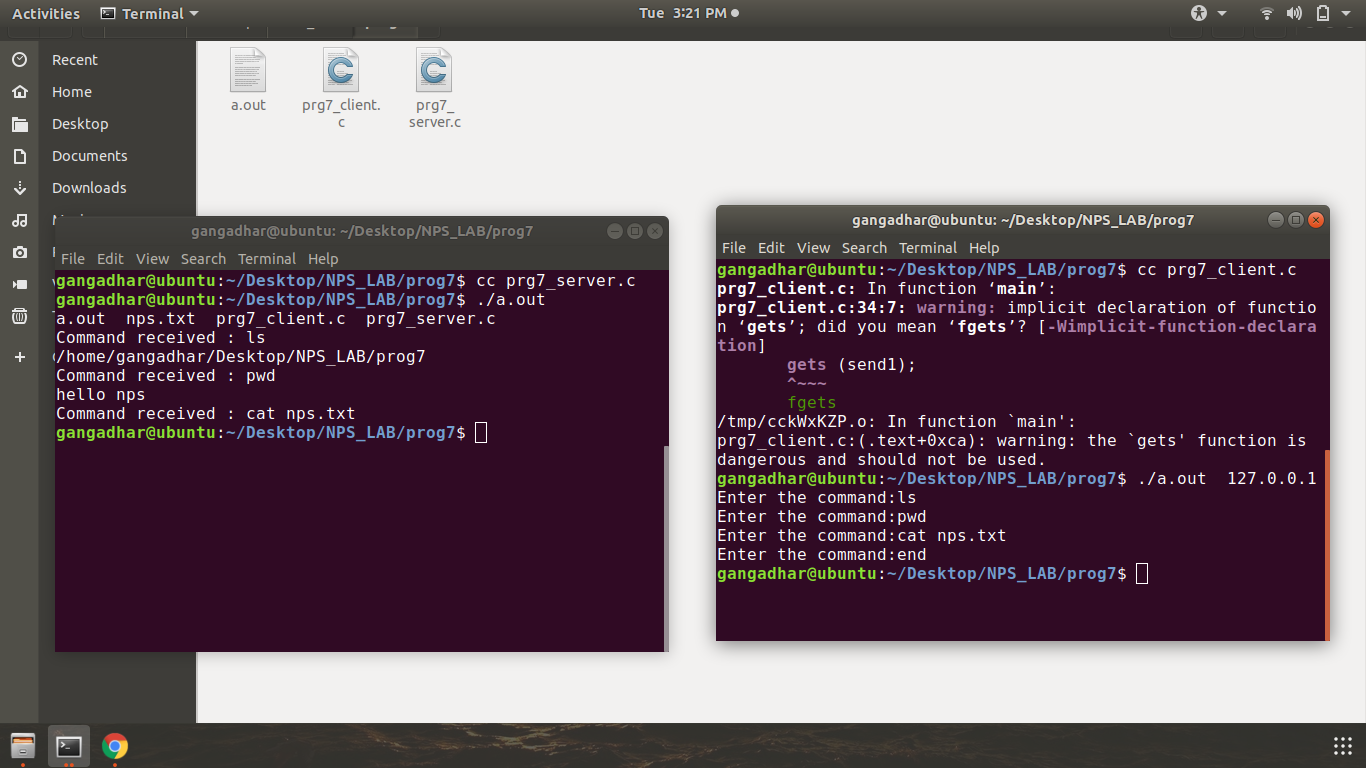 Activities Terminal Tue 3:21 PM
Recent
Home
Desktop
Documents
Downloads
a.out
prg7_client.
c
prg7_
server.c
gangadhar@ubuntu: ~/Desktop/NPS_LAB/prog7
File Edit View Search Terminal Help
gangadhar@ubuntu:~/Desktop/NPS_LAB/prog7$ cc prg7_server.c
gangadhar@ubuntu:~/Desktop/NPS_LAB/prog7$ ./a.out
a.out  nps.txt  prg7_client.c  prg7_server.c
Command received : ls
/home/gangadhar/Desktop/NPS_LAB/prog7
Command received : pwd
hello nps
Command received : cat nps.txt
gangadhar@ubuntu:~/Desktop/NPS_LAB/prog7$
gangadhar@ubuntu: ~/Desktop/NPS_LAB/prog7
File Edit View Search Terminal Help
gangadhar@ubuntu:~/Desktop/NPS_LAB/prog7$ cc prg7_client.c
prg7_client.c: In function ‘main’:
prg7_client.c:34:7: warning: implicit declaration of functio
n ‘gets’; did you mean ‘fgets’? [-Wimplicit-function-declara
tion]
gets (send1);
^~~~
fgets
/tmp/cckWxKZP.o: In function `main':
prg7_client.c:(.text+0xca): warning: the `gets' function is
dangerous and should not be used.
gangadhar@ubuntu:~/Desktop/NPS_LAB/prog7$ ./a.out  127.0.0.1
Enter the command:ls
Enter the command:pwd
Enter the command:cat nps.txt
Enter the command:end
gangadhar@ubuntu:~/Desktop/NPS_LAB/prog7$